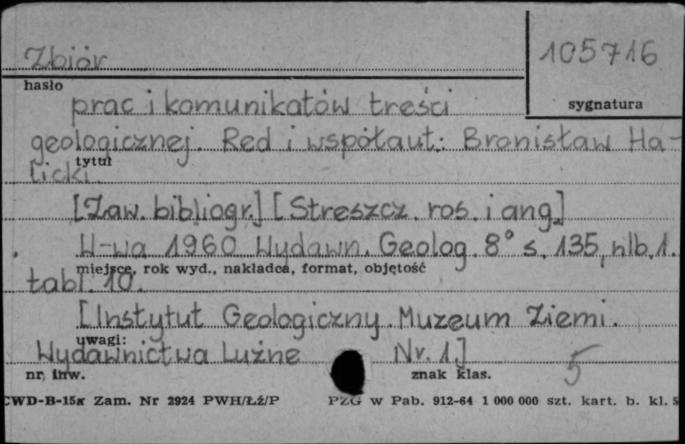 Zbiór 105716
hasło
prac i komunikatów treści sygnatura
geologicznej. Red i współaut.: Bronisław Ha-
tytuł
licki.
[Zaw. bibliogr.] [Streszcz. ros. i ang.]
W-wa 1960 Wydawn. Geolog. 8° s. 135, nlb. 1.
miejsce, rok wyd., nakładca, format, objętość
tabl. 10.
[Instytut Geologiczny. Muzeum Ziemi.
uwagi:
Wydawnictwa Luźne Nr. 1]
nr. inw. znak klas. 5
CWD-B-15a Zam. Nr 2924 PWH/Łź/P PZG w Pab. 912-64 1 000 000 szt. kart. b. kl. 5